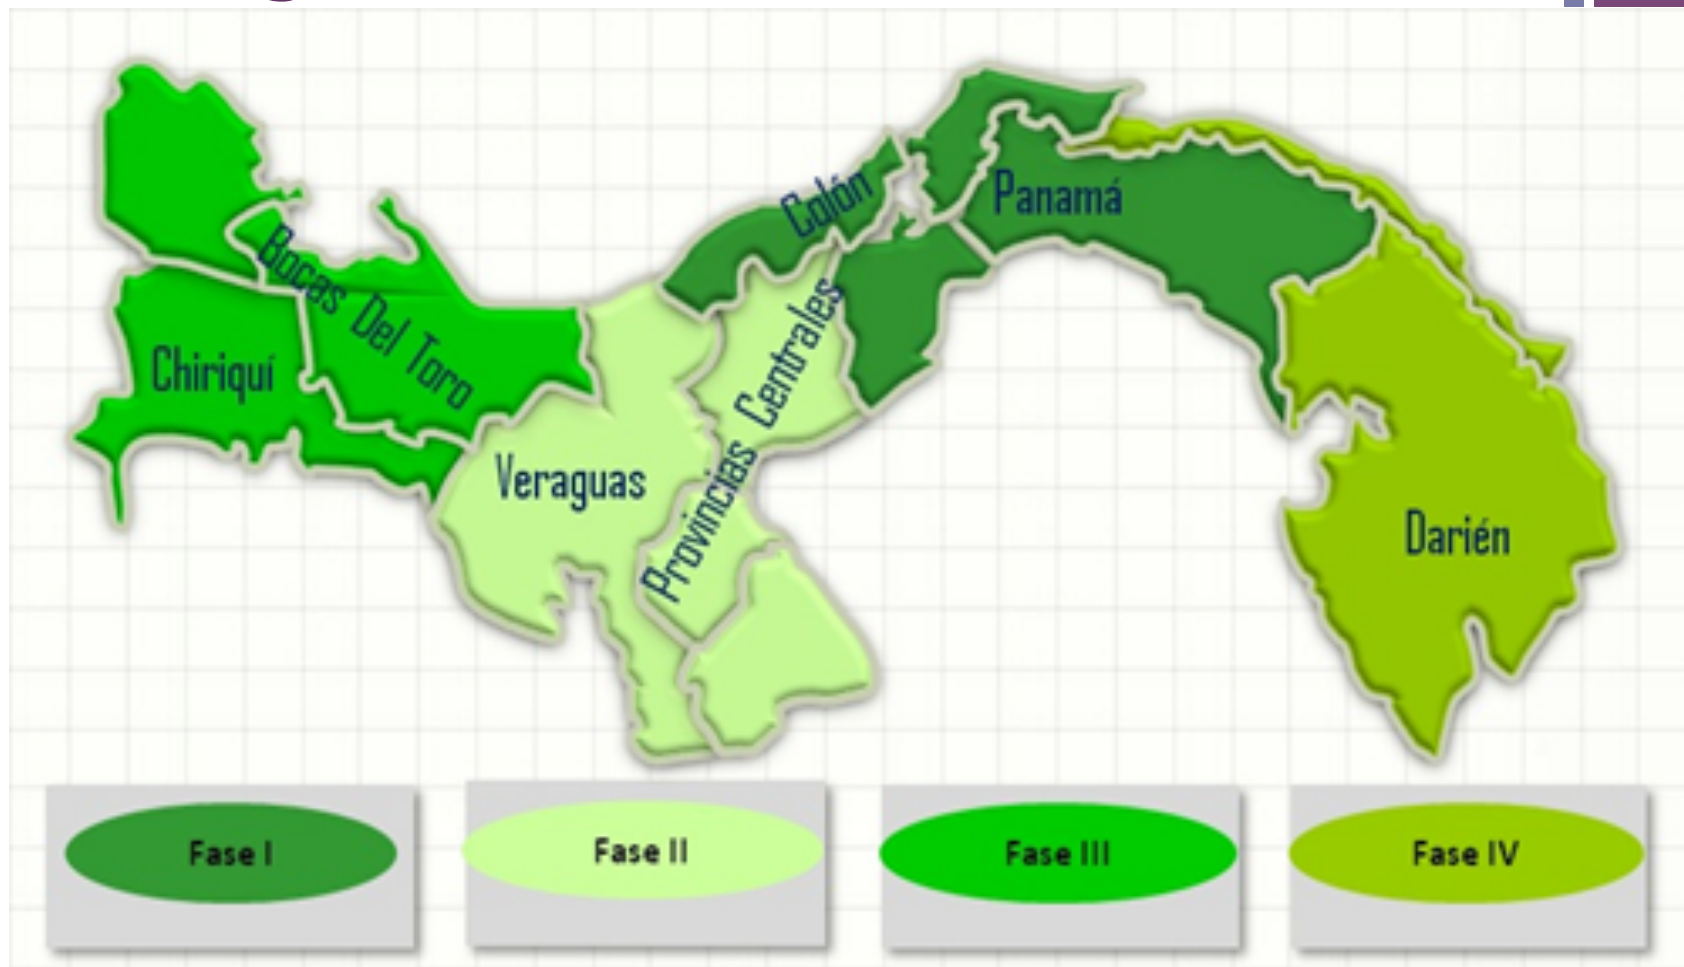 Colón
Panamá
Bocas Del Toro
Chiriquí
Provincias Centrales
Veraguas
Darién
Fase I
Fase II
Fase III
Fase IV